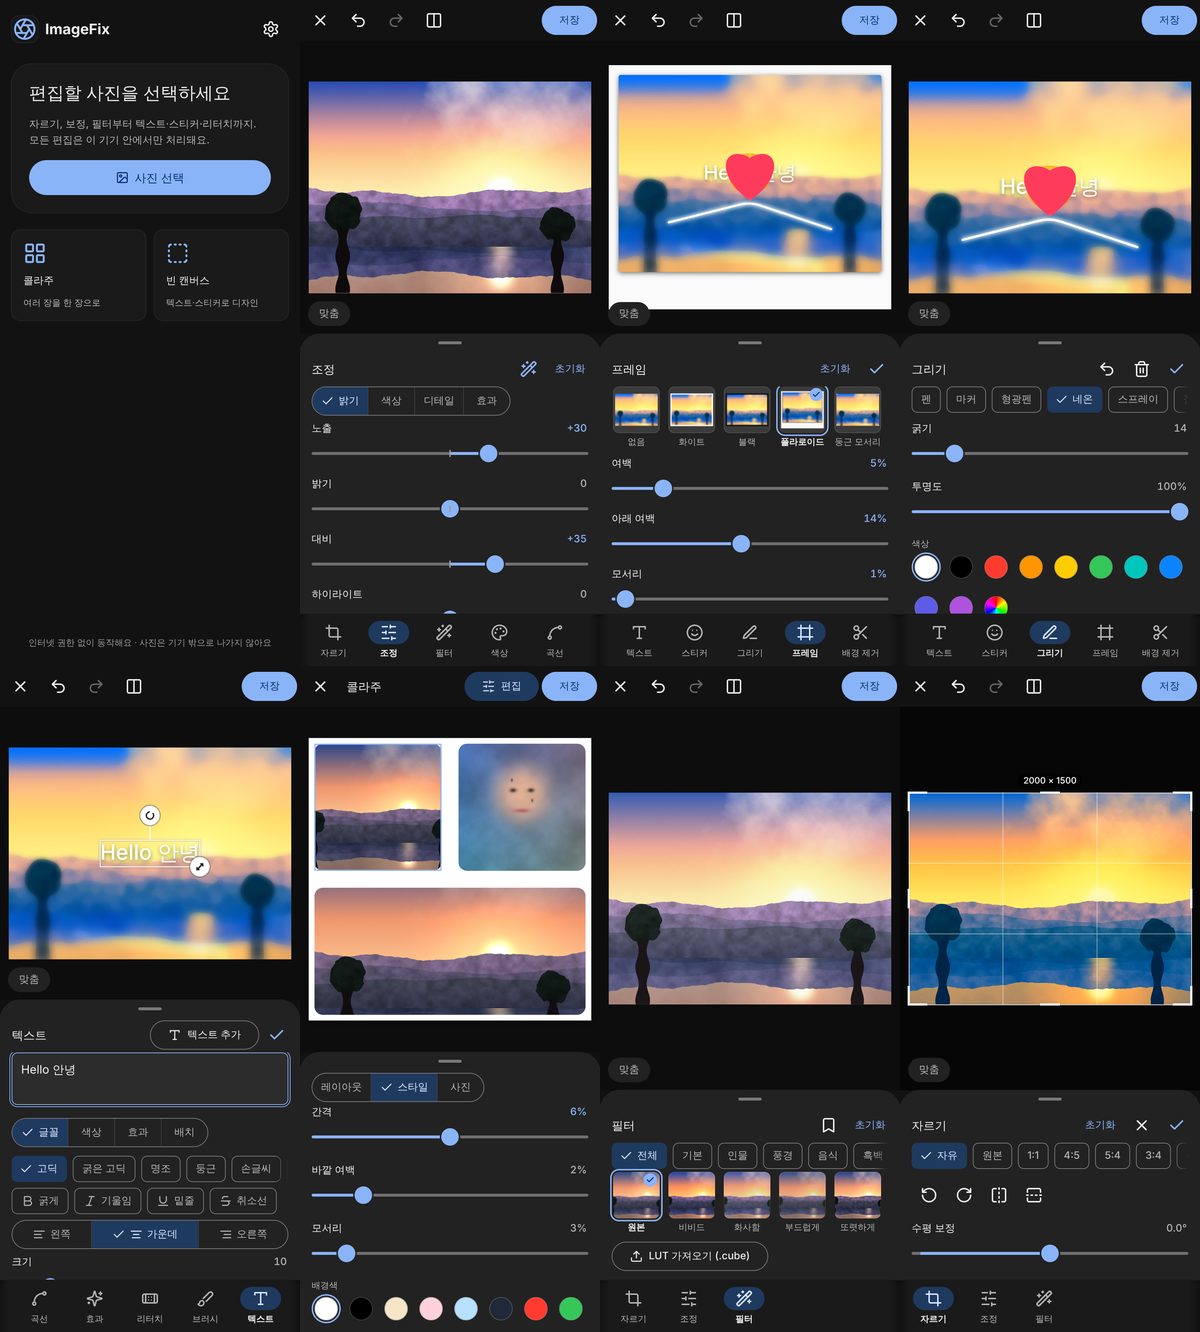 ImageFix
편집할 사진을 선택하세요
자르기, 보정, 필터부터 텍스트·스티커·리터치까지.
모든 편집은 이 기기 안에서만 처리돼요.
사진 선택
콜라주
여러 장을 한 장으로
빈 캔버스
텍스트·스티커로 디자인
인터넷 권한 없이 동작해요 · 사진은 기기 밖으로 나가지 않아요
저장
맞춤
조정
초기화
밝기 색상 디테일 효과
노출 +30
밝기 0
대비 +35
하이라이트 0
자르기 조정 필터 색상 곡선
저장
맞춤
프레임
초기화
없음 화이트 블랙 폴라로이드 둥근 모서리
여백 5%
아래 여백 14%
모서리 1%
텍스트 스티커 그리기 프레임 배경 제거
저장
맞춤
그리기
펜 마커 형광펜 네온 스프레이
굵기 14
투명도 100%
색상
텍스트 스티커 그리기 프레임 배경 제거
저장
Hello 안녕
맞춤
텍스트
텍스트 추가
Hello 안녕
글꼴 색상 효과 배치
고딕 굵은 고딕 명조 둥근 손글씨
B 굵게 I 기울임 U 밑줄 S 취소선
왼쪽 가운데 오른쪽
크기 10
곡선 효과 리터치 브러시 텍스트
콜라주
편집 저장
레이아웃 스타일 사진
간격 6%
바깥 여백 2%
모서리 3%
배경색
저장
맞춤
필터
초기화
전체 기본 인물 풍경 음식 흑백
원본 비비드 화사함 부드럽게 또렷하게
LUT 가져오기 (.cube)
자르기 조정 필터
저장
2000 × 1500
맞춤
자르기
초기화
자유 원본 1:1 4:5 5:4 3:4
수평 보정 0.0°
자르기 조정 필터